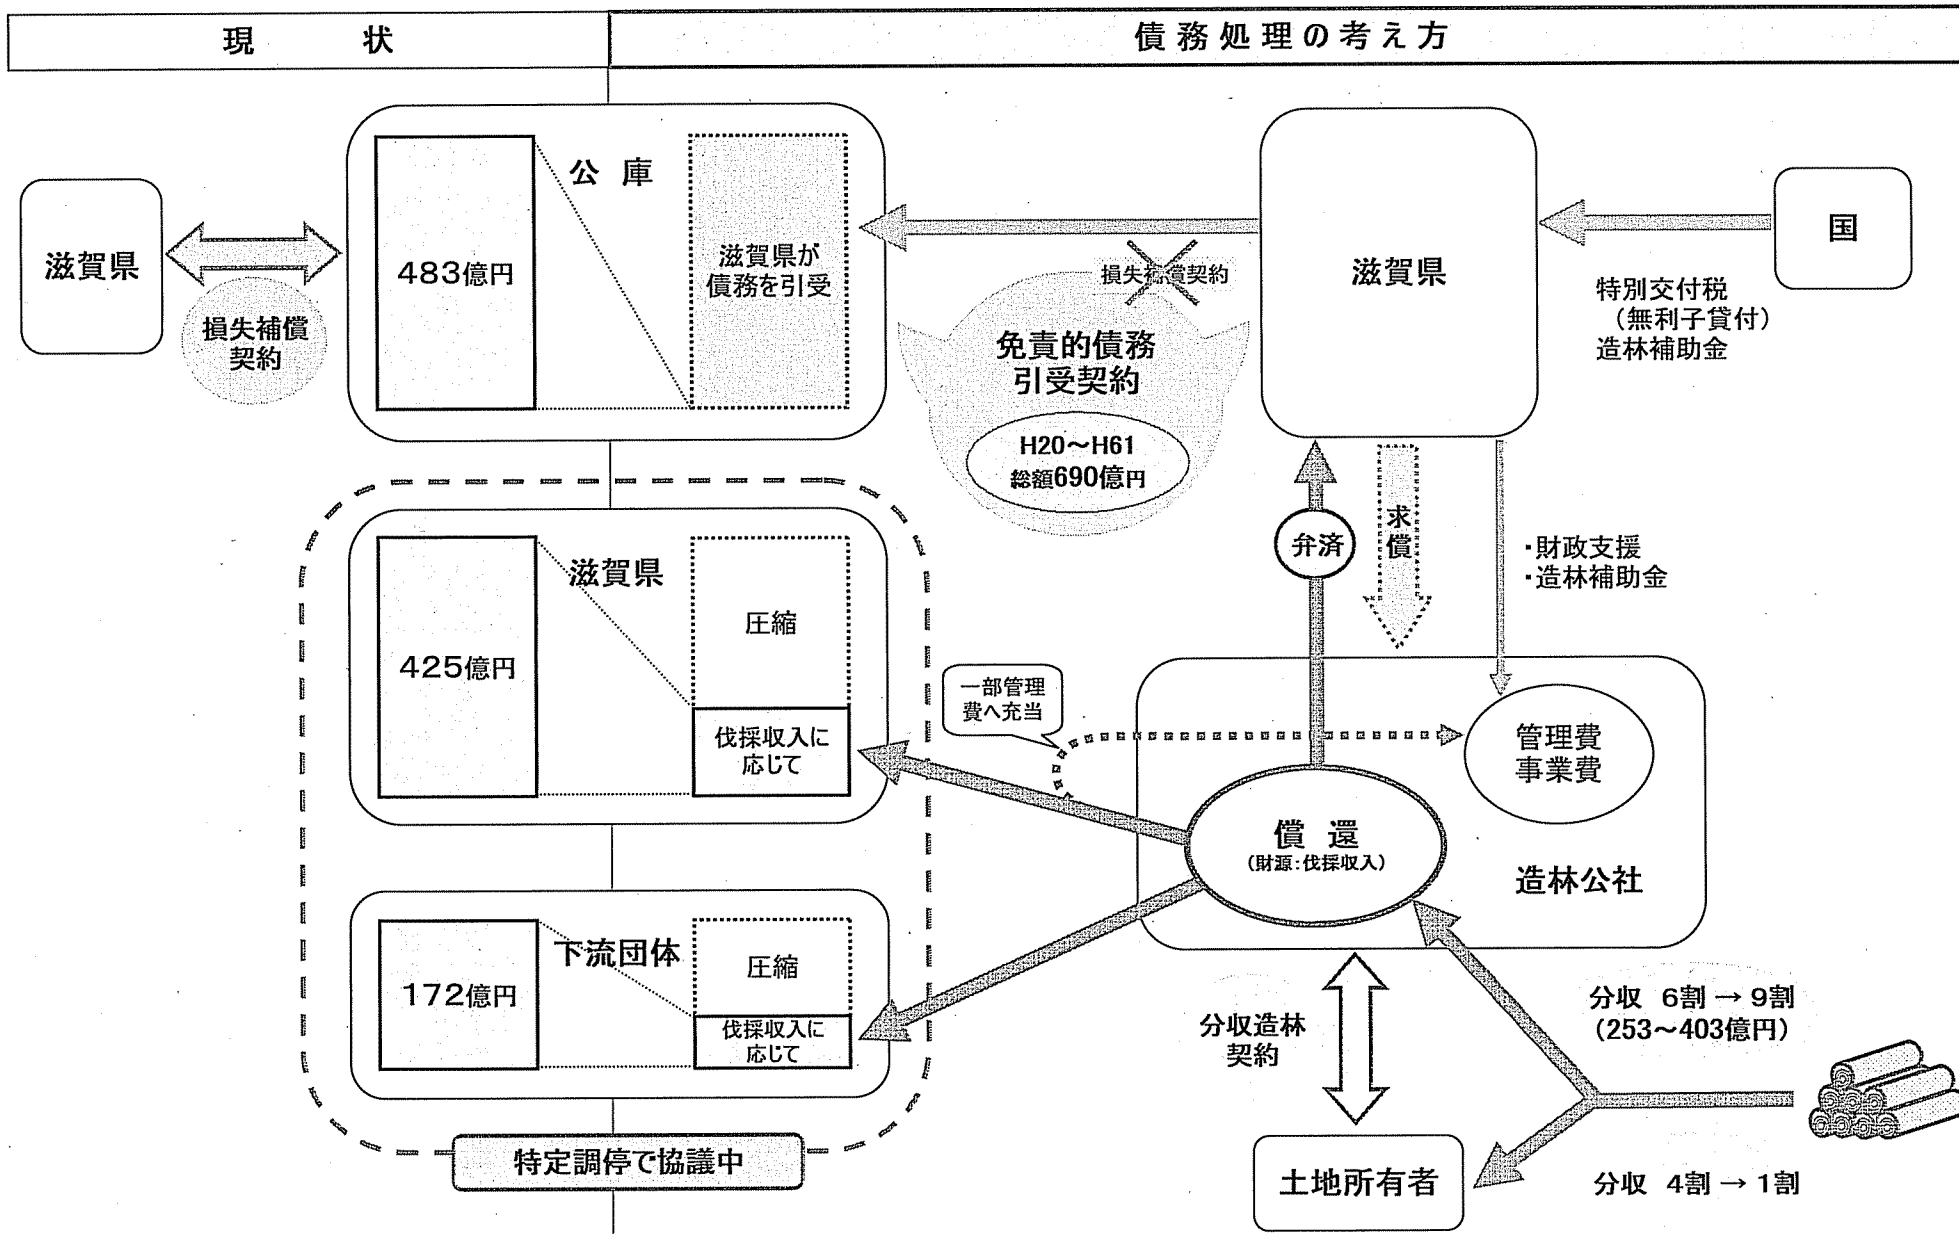 現　状
債務処理の考え方
滋賀県
損失補償
契約
公庫
483億円
滋賀県が
債務を引受
損失補償契約
免責的債務
引受契約
H20～H61
総額690億円
滋賀県
国
特別交付税
（無利子貸付）
造林補助金
滋賀県
425億円
圧縮
伐採収入に
応じて
下流団体
172億円
圧縮
伐採収入に
応じて
特定調停で協議中
弁済
求償
・財政支援
・造林補助金
一部管理
費へ充当
管理費
事業費
償還
(財源:伐採収入)
造林公社
分収造林
契約
分収 6割→9割
(253～403億円)
土地所有者
分収 4割→1割